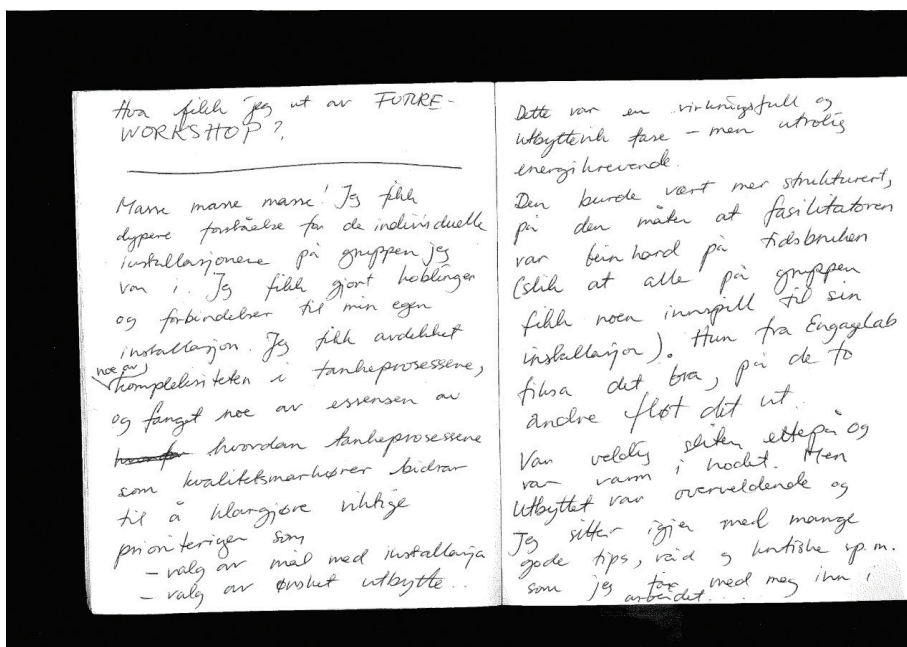 Hva fikk jeg ut av FUTURE-
WORKSHOP?
Masse masse masse! Jeg fikk
dypere forståelse for de individuelle
installasjonene på gruppen jeg
var i. Jeg fikk gjort koblinger
og forbindelser til min egen
installasjon. Jeg fikk avdekket
noe av
kompleksiteten i tankeprosessene,
og fanget noe av essensen av
hvordan tankeprosessene
som kvalitetsmarkører bidrar
til å klargjøre viktige
prioriteringer som
- valg av mål med installasjon
- valg av ønsket utbytte..
Dette var en virkningsfull og
utbytterik fase - men utrolig
energikrevende.
Den burde vært mer strukturert,
på den måten at fasilitatoren
var beinhard på tidsbruken
(slik at alle på gruppen
fikk noen innspill til sin
installasjon). Hun fra EngageLab
fiksa det bra, på de to
andre fløt det ut.
Var veldig sliten etterpå og
var varm i hodet. Men
utbyttet var overveldende og
Jeg sitter igjen med mange
gode tips, råd og kritiske sp.m.
som jeg tar med meg inn i
arbeidet...